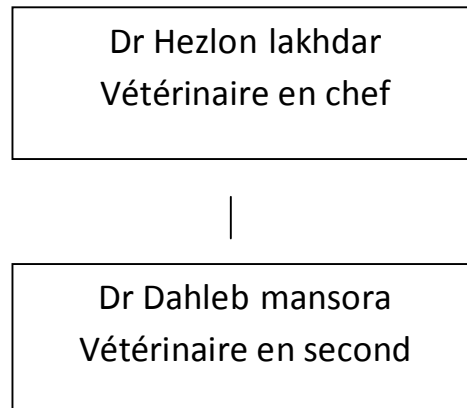 Dr Hezlon lakhdar
Vétérinaire en chef
Dr Dahleb mansora
Vétérinaire en second